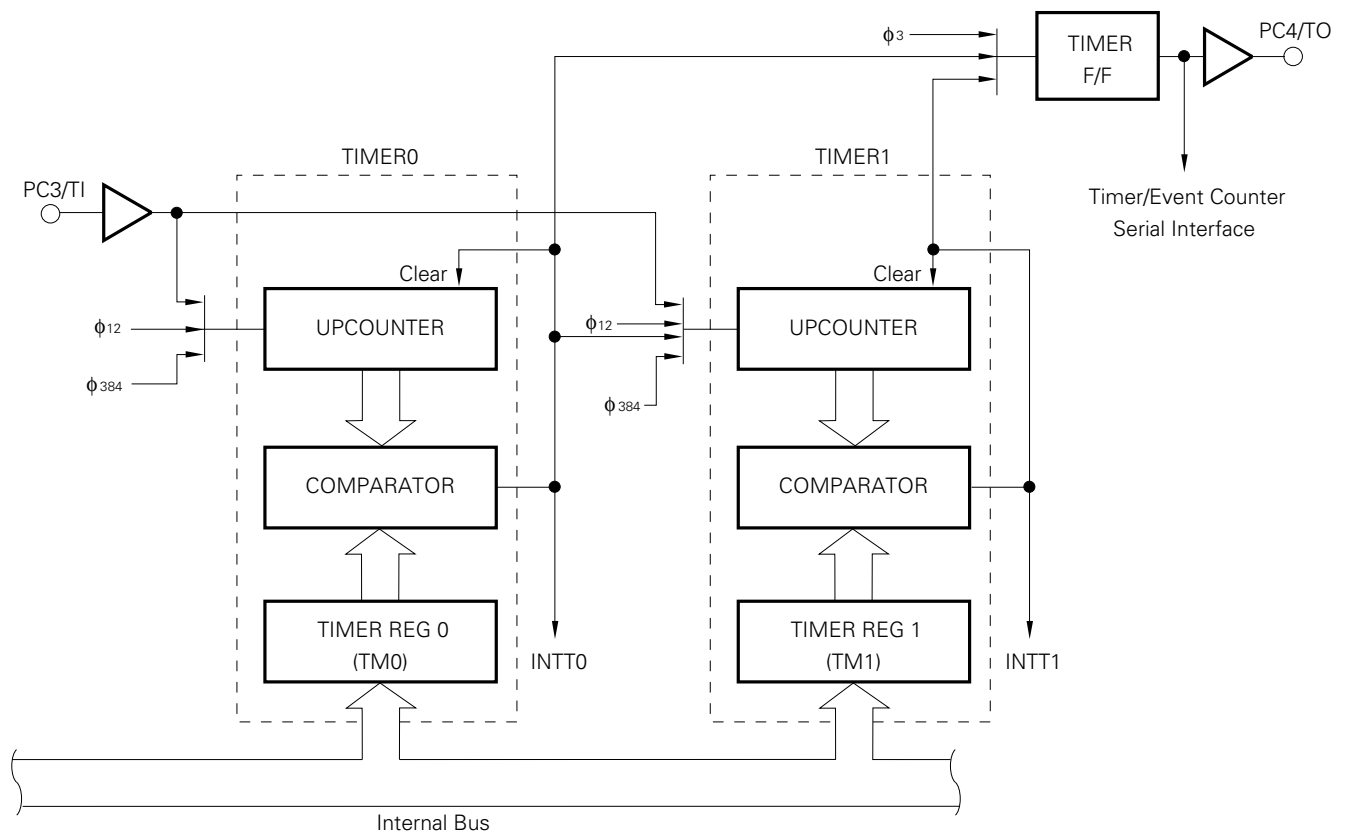 ϕ3
TIMER
F/F
PC4/TO
Timer/Event Counter
Serial Interface
TIMER0
TIMER1
PC3/TI
Clear
Clear
UPCOUNTER
UPCOUNTER
ϕ12
ϕ12
ϕ384
ϕ384
COMPARATOR
COMPARATOR
TIMER REG 0
(TM0)
INTT0
TIMER REG 1
(TM1)
INTT1
Internal Bus